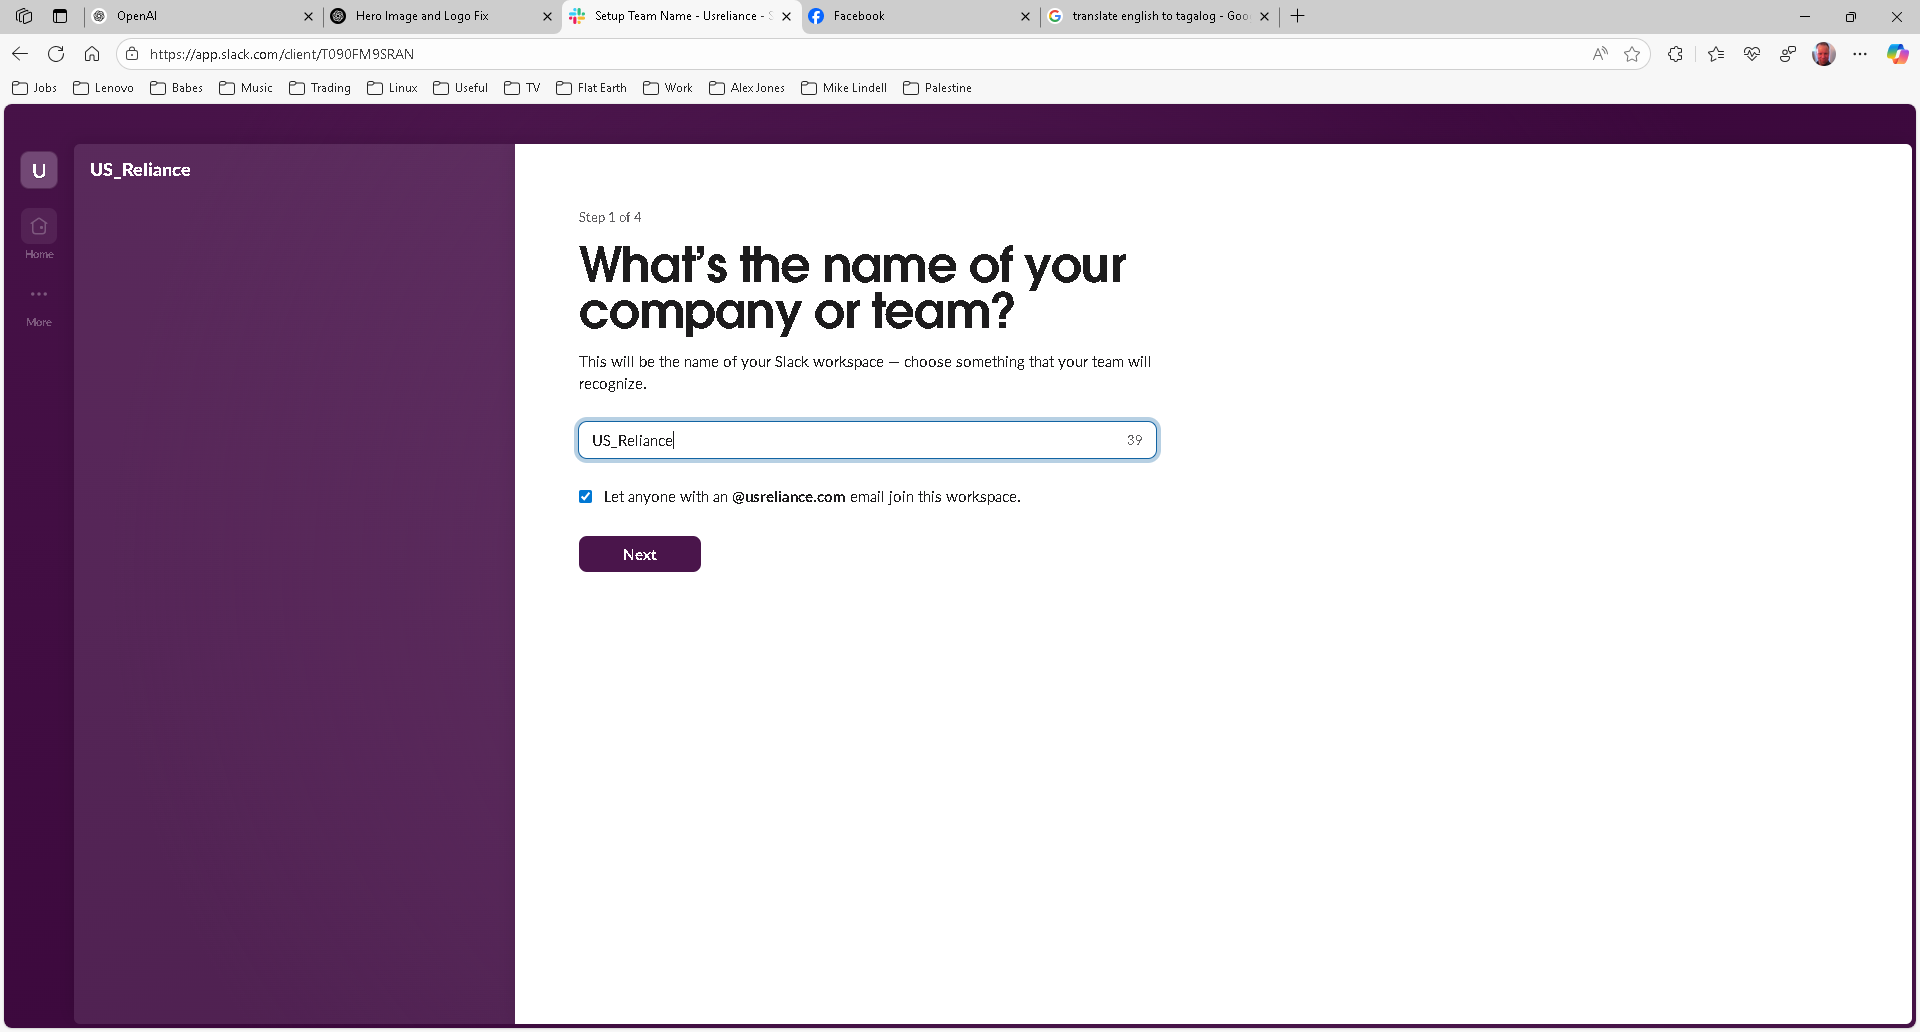 OpenAI
Hero Image and Logo Fix
Setup Team Name - Usreliance - S
Facebook
translate english to tagalog - Goo
https://app.slack.com/client/T090FM9SRAN
Jobs Lenovo Babes Music Trading Linux Useful TV Flat Earth Work Alex Jones Mike Lindell Palestine
U
US_Reliance
Home
More
Step 1 of 4
What's the name of your
company or team?
This will be the name of your Slack workspace — choose something that your team will
recognize.
US_Reliance 39
Let anyone with an @usreliance.com email join this workspace.
Next